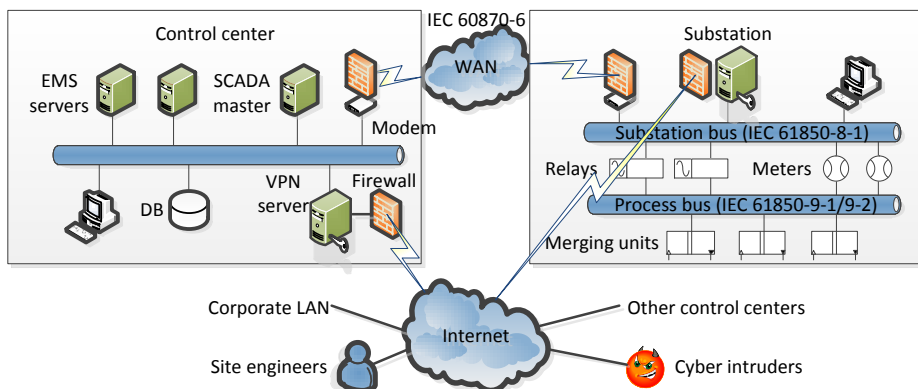 IEC 60870-6
Control center
Substation
EMS
servers
SCADA
master
WAN
Modem
Substation bus (IEC 61850-8-1)
Relays
Meters
VPN
server
Firewall
DB
Process bus (IEC 61850-9-1/9-2)
Merging units
Corporate LAN
Other control centers
Internet
Site engineers
Cyber intruders